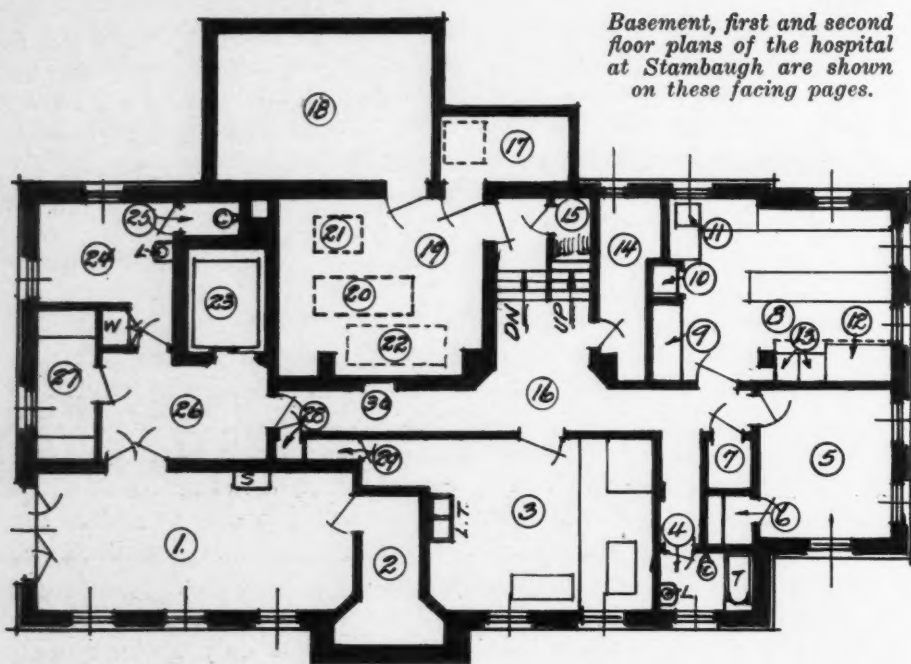 Basement, first and second
floor plans of the hospital
at Stambaugh are shown
on these facing pages.
18
17
25
C
15
11
24
L
21
19
14
10
23
20
DN
UP
9
8
13
12
W
22
27
26
28
30
16
29
7
5
S
3
L.T.
6
1.
2
4
C
L
T